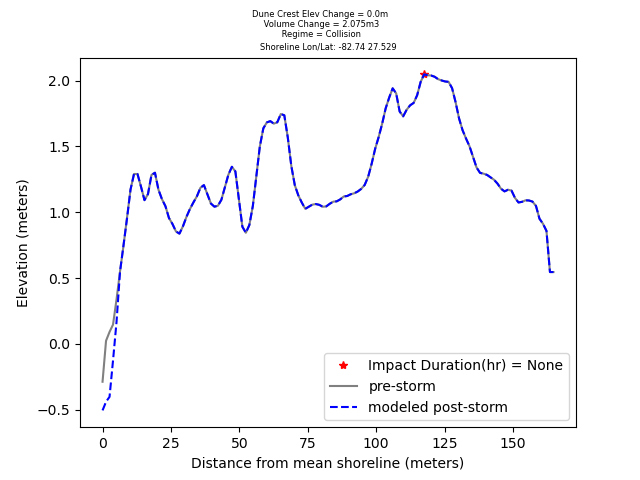 Dune Crest Elev Change = 0.0m
Volume Change = 2.075m3
Regime = Collision
Shoreline Lon/Lat: -82.74 27.529
2.0
1.5
1.0
0.5
0.0
−0.5
Elevation (meters)
Impact Duration(hr) = None
pre-storm
modeled post-storm
0
25
50
75
100
125
150
Distance from mean shoreline (meters)